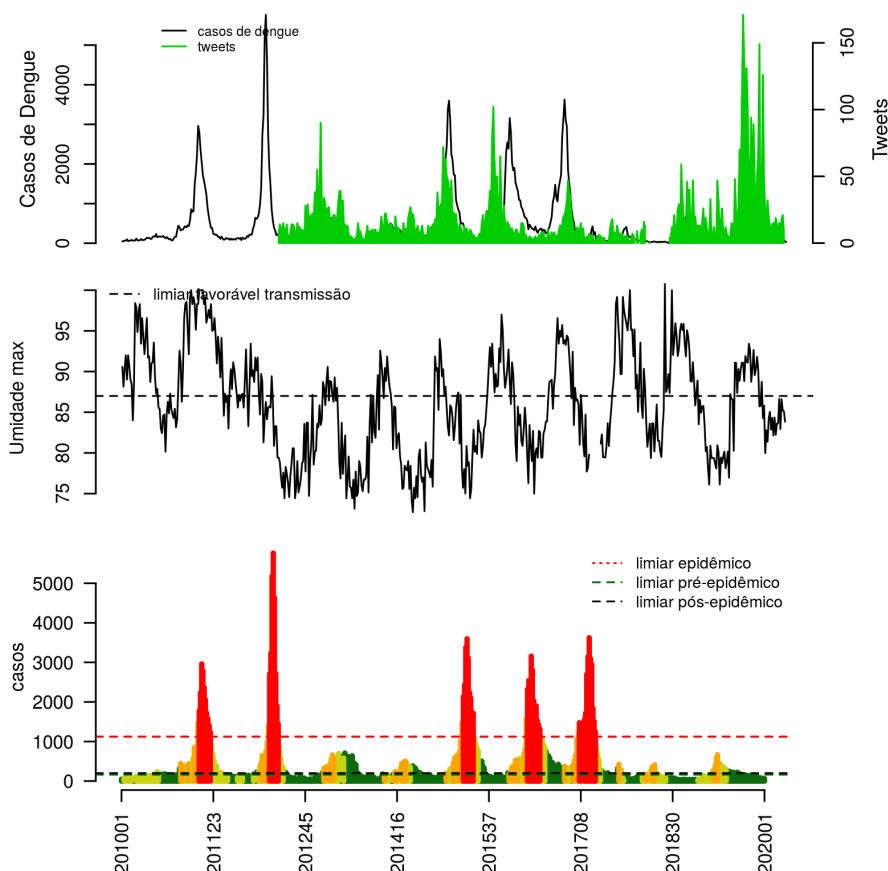 casos de dengue
tweets
Casos de Dengue
0
2000
4000
0
50
100
150
Tweets
limiar favorável transmissão
Umidade max
75
80
85
90
95
limiar epidêmico
limiar pré-epidêmico
limiar pós-epidêmico
casos
5000
4000
3000
2000
1000
0
201001
201123
201245
201416
201537
201708
201830
202001